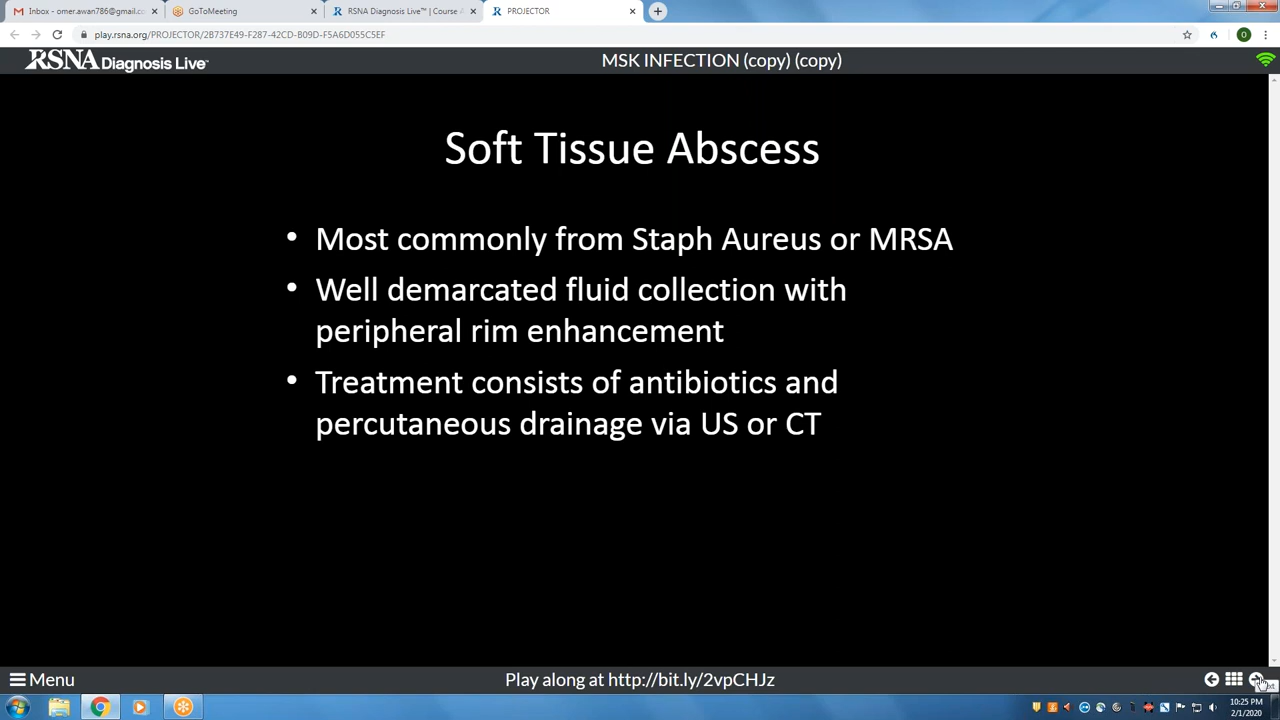 Inbox - omer.awan786@gmail.co
GoToMeeting
RSNA Diagnosis Live™ | Course
PROJECTOR
play.rsna.org/PROJECTOR/2B737E49-F287-42CD-B09D-F5A6D055C5EF
O
RSNA Diagnosis Live™
MSK INFECTION (copy) (copy)
Soft Tissue Abscess
• Most commonly from Staph Aureus or MRSA
• Well demarcated fluid collection with
peripheral rim enhancement
• Treatment consists of antibiotics and
percutaneous drainage via US or CT
Menu
Play along at http://bit.ly/2vpCHJz
10:25 PM
2/1/2020